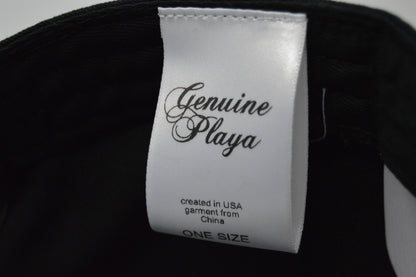 Genuine
Playa
created in USA
garment from
China
ONE SIZE